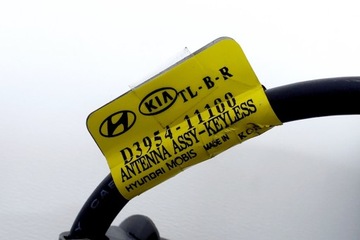 KIA TL-B-R
D3954-11100
ANTENNA ASSY-KEYLESS
HYUNDAI MOBIS MADE IN KOR